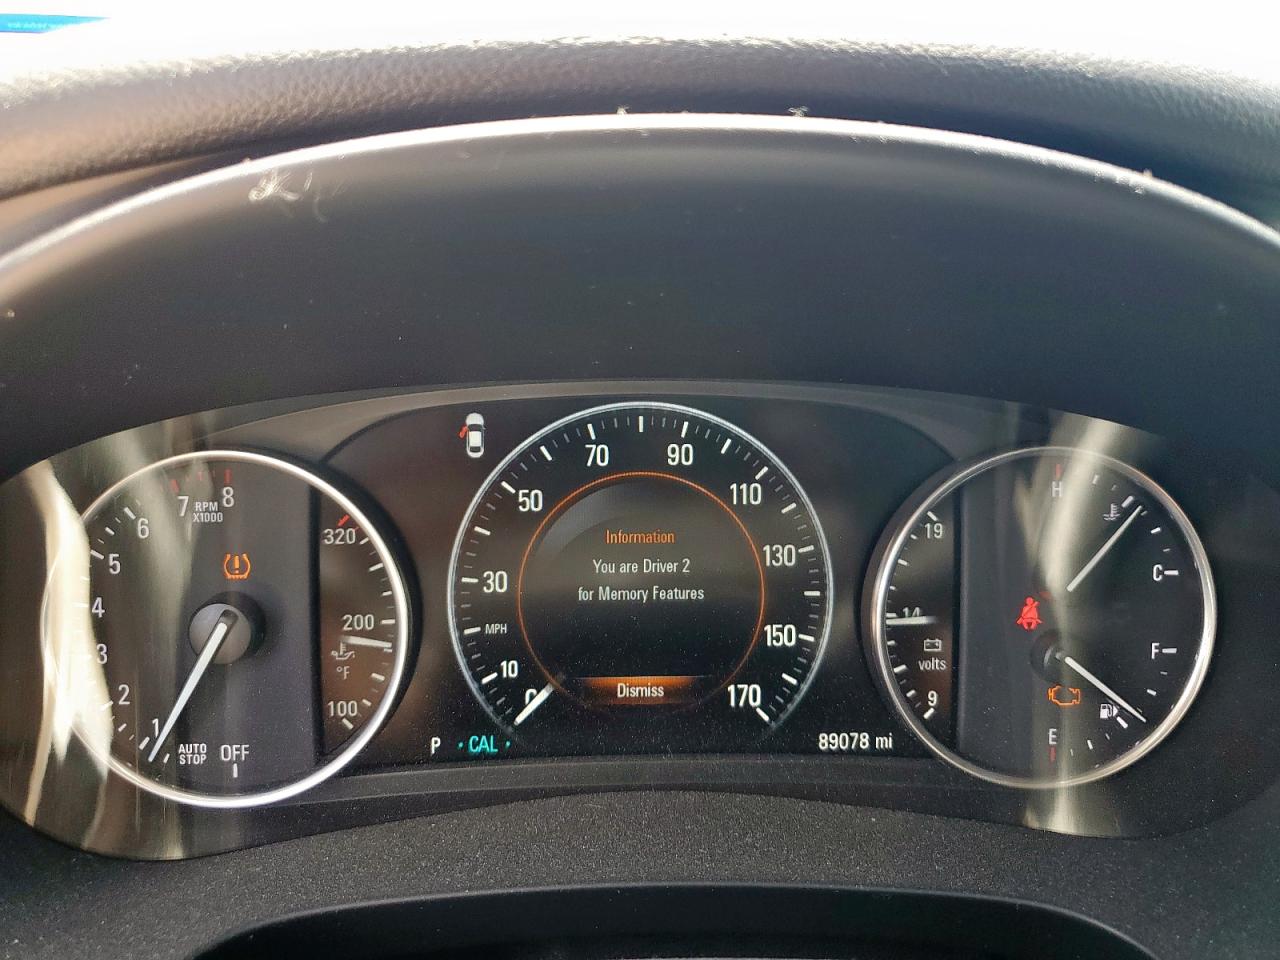 7 RPM X1000 8
6
5
4
3
2
1
AUTO STOP OFF
320
200
°F
100
70 90
50 110
30 130
MPH 150
10 170
0
Information
You are Driver 2
for Memory Features
Dismiss
P CAL
89078 mi
19
14
volts
9
H
C
F
E